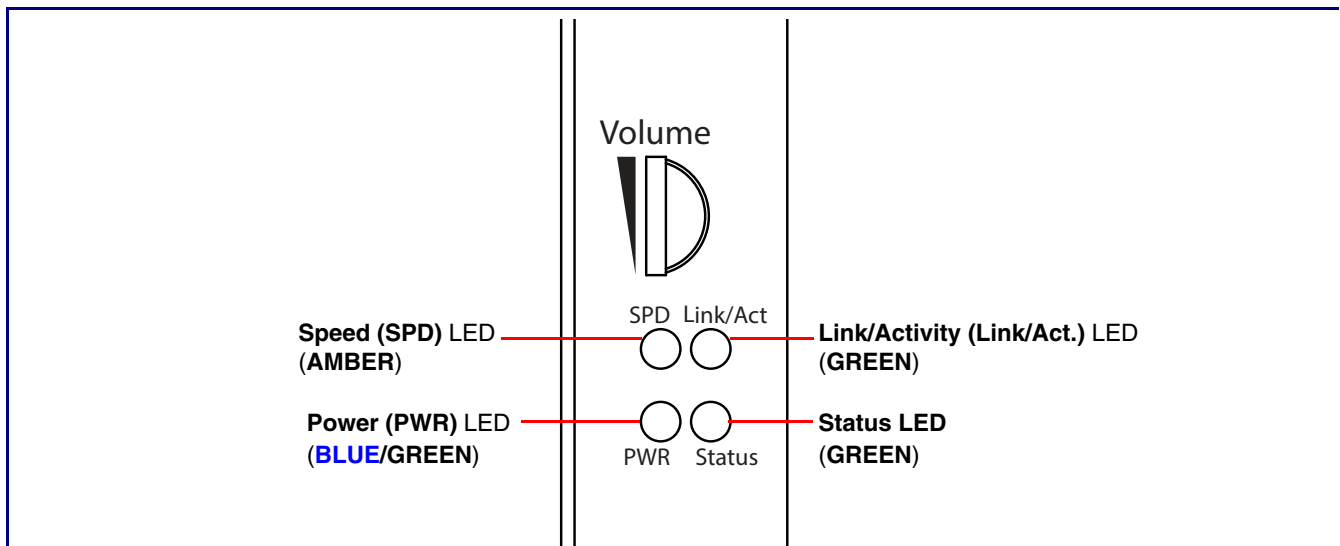 Volume
SPD Link/Act
Speed (SPD) LED
(AMBER)
Link/Activity (Link/Act.) LED
(GREEN)
Power (PWR) LED
(BLUE/GREEN)
Status LED
(GREEN)
PWR Status